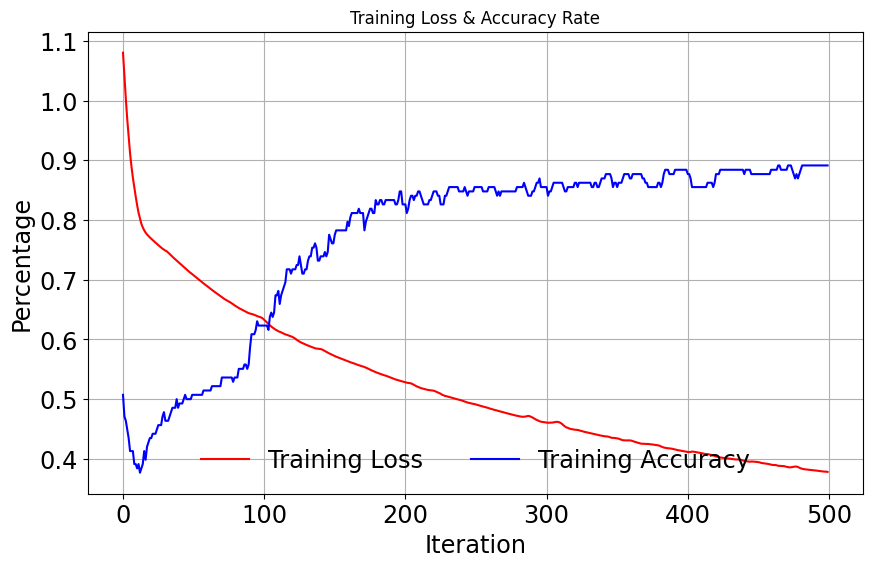 Training Loss & Accuracy Rate
1.1
1.0
0.9
0.8
0.7
0.6
0.5
0.4
Percentage
Training Loss Training Accuracy
0 100 200 300 400 500
Iteration